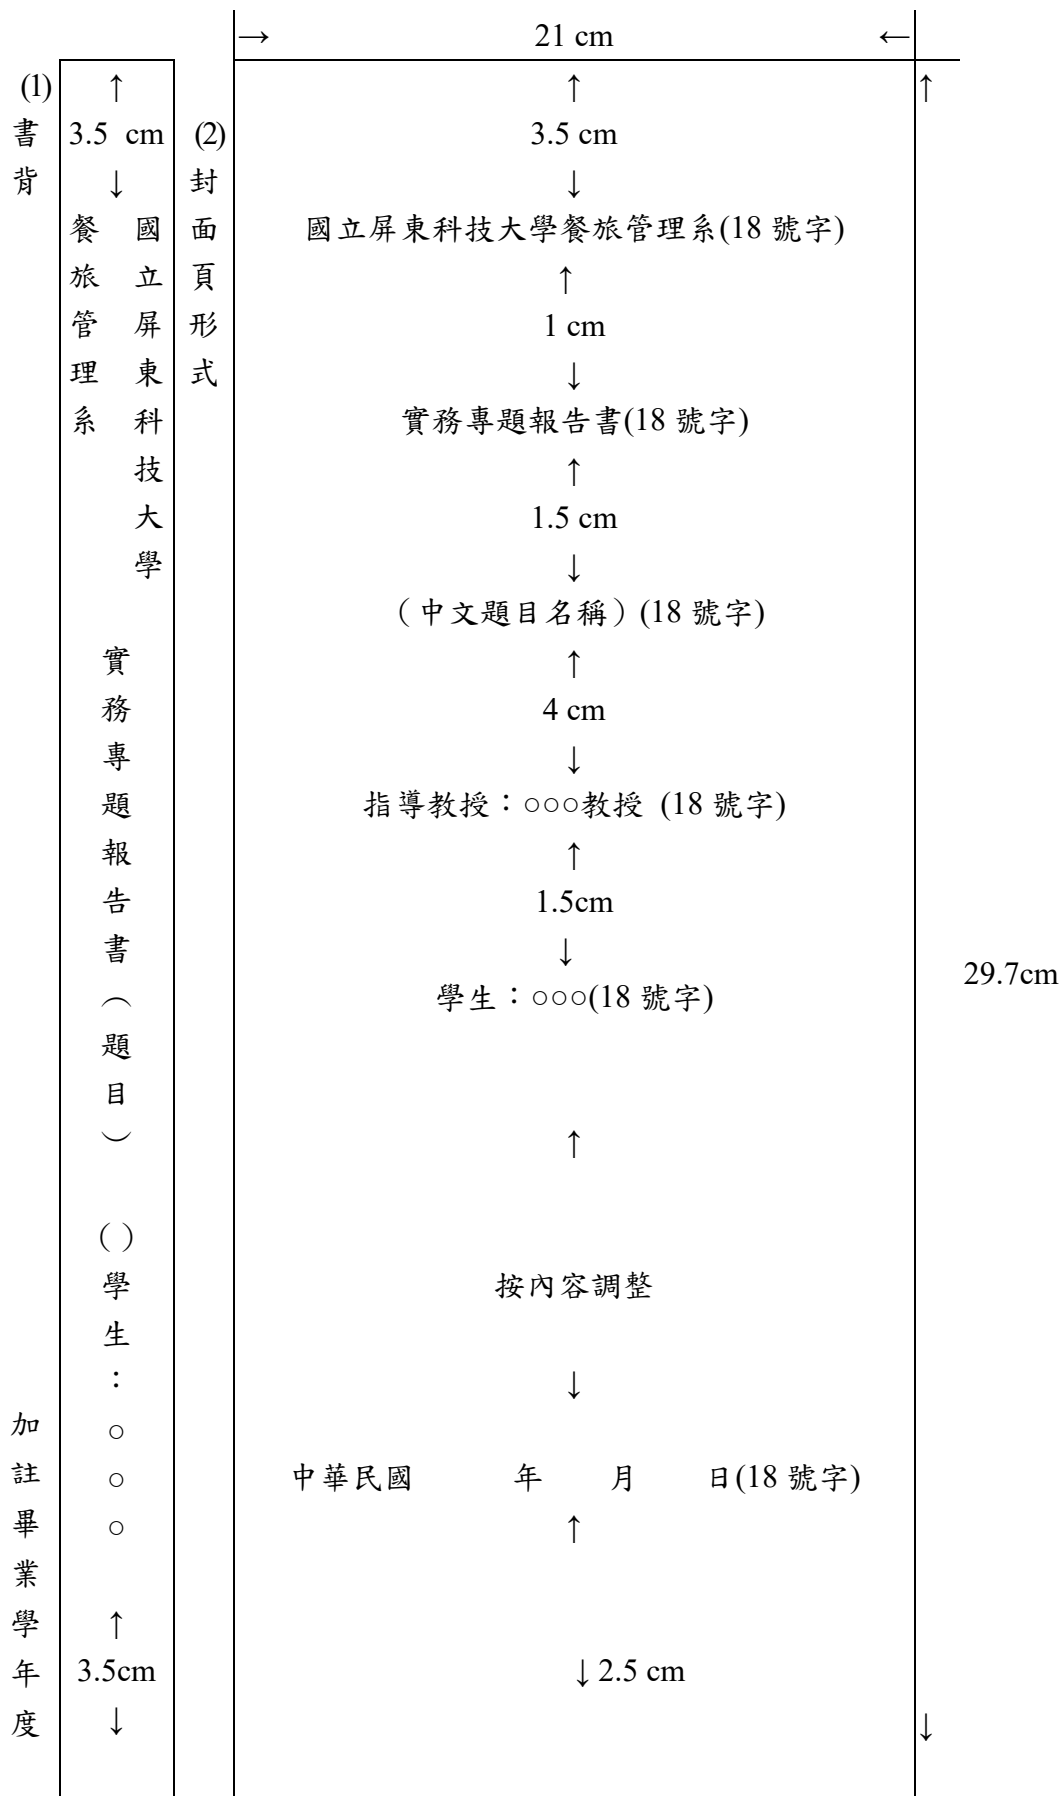 → 21 cm ←
(1)書背
↑
3.5 cm
↓
國立屏東科技大學
餐旅管理系
實務專題報告書（題目）
( )
學生：○○○
↑
3.5cm
↓
加註畢業學年度
(2)封面頁形式
↑
3.5 cm
↓
國立屏東科技大學餐旅管理系(18 號字)
↑
1 cm
↓
實務專題報告書(18 號字)
↑
1.5 cm
↓
（中文題目名稱）(18 號字)
↑
4 cm
↓
指導教授：○○○教授 (18 號字)
↑
1.5cm
↓
學生：○○○(18 號字)
↑
按內容調整
↓
中華民國 年 月 日(18 號字)
↑
↓ 2.5 cm
↑
29.7cm
↓